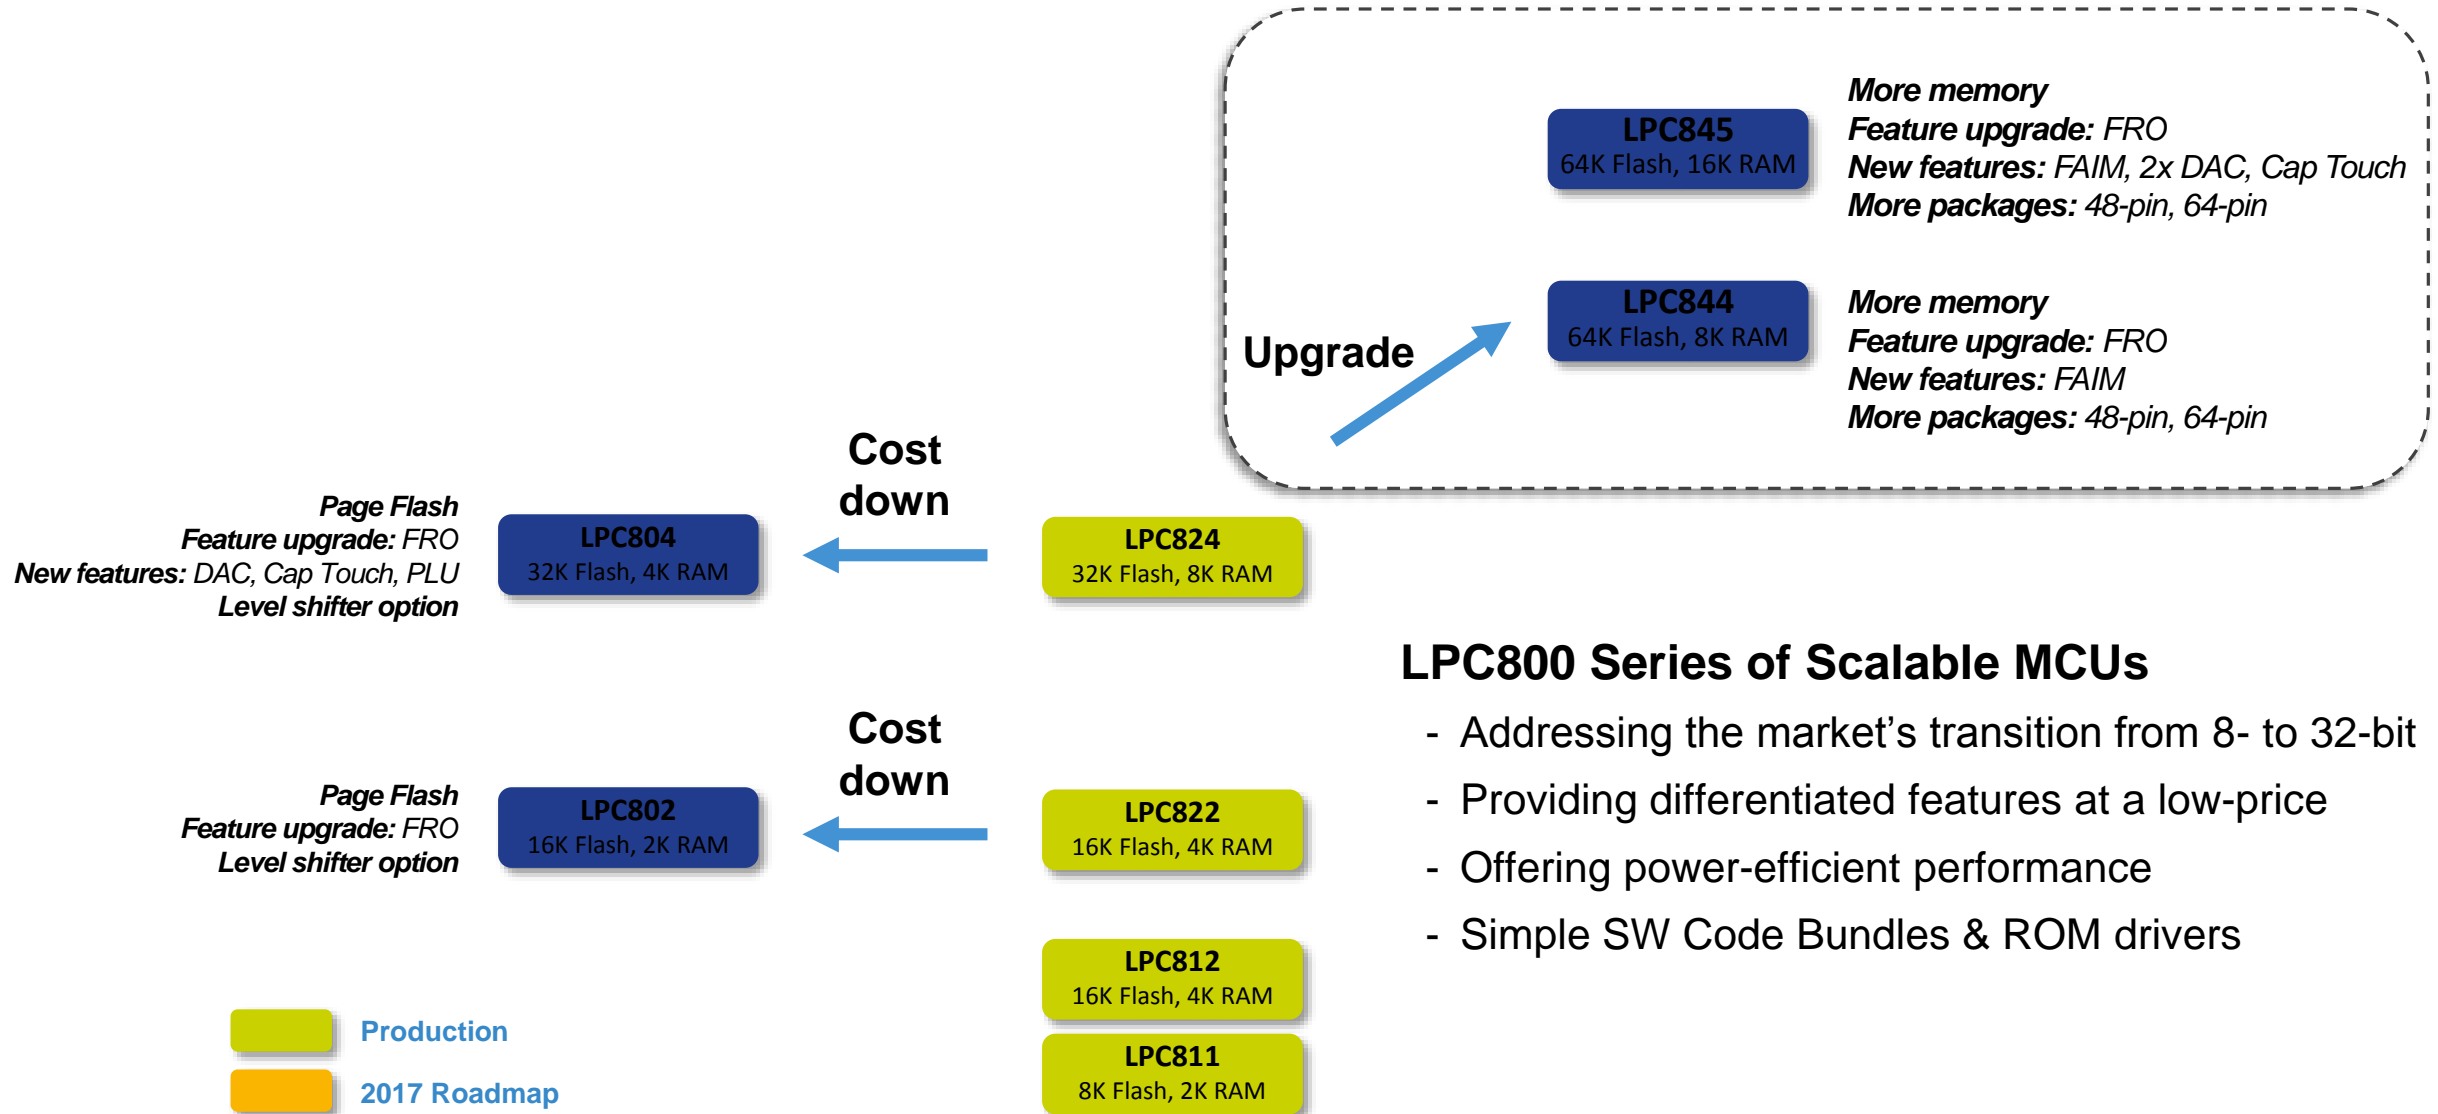 LPC845
64K Flash, 16K RAM
More memory
Feature upgrade: FRO
New features: FAIM, 2x DAC, Cap Touch
More packages: 48-pin, 64-pin
LPC844
64K Flash, 8K RAM
More memory
Feature upgrade: FRO
New features: FAIM
More packages: 48-pin, 64-pin
Upgrade
Page Flash
Feature upgrade: FRO
New features: DAC, Cap Touch, PLU
Level shifter option
LPC804
32K Flash, 4K RAM
Cost
down
LPC824
32K Flash, 8K RAM
Page Flash
Feature upgrade: FRO
Level shifter option
LPC802
16K Flash, 2K RAM
Cost
down
LPC822
16K Flash, 4K RAM
LPC812
16K Flash, 4K RAM
LPC811
8K Flash, 2K RAM
LPC800 Series of Scalable MCUs
- Addressing the market’s transition from 8- to 32-bit
- Providing differentiated features at a low-price
- Offering power-efficient performance
- Simple SW Code Bundles & ROM drivers
Production
2017 Roadmap